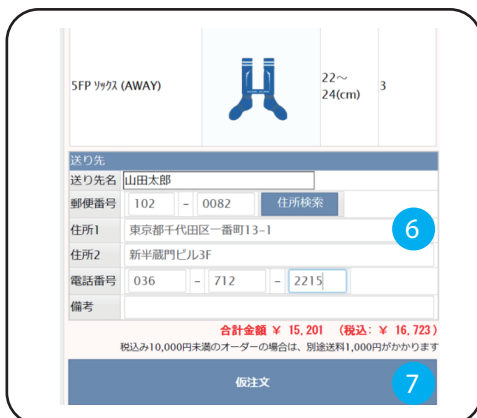 5FP ソックス (AWAY)
22～
24(cm)
3
送り先
送り先名 山田太郎
郵便番号 102 - 0082 住所検索
住所1 東京都千代田区一番町13-1
6
住所2 新半蔵門ビル3F
電話番号 036 - 712 - 2215
備考
合計金額 ¥ 15,201 （税込: ¥ 16,723）
税込み10,000円未満のオーダーの場合は、別途送料1,000円がかかります
仮注文
7